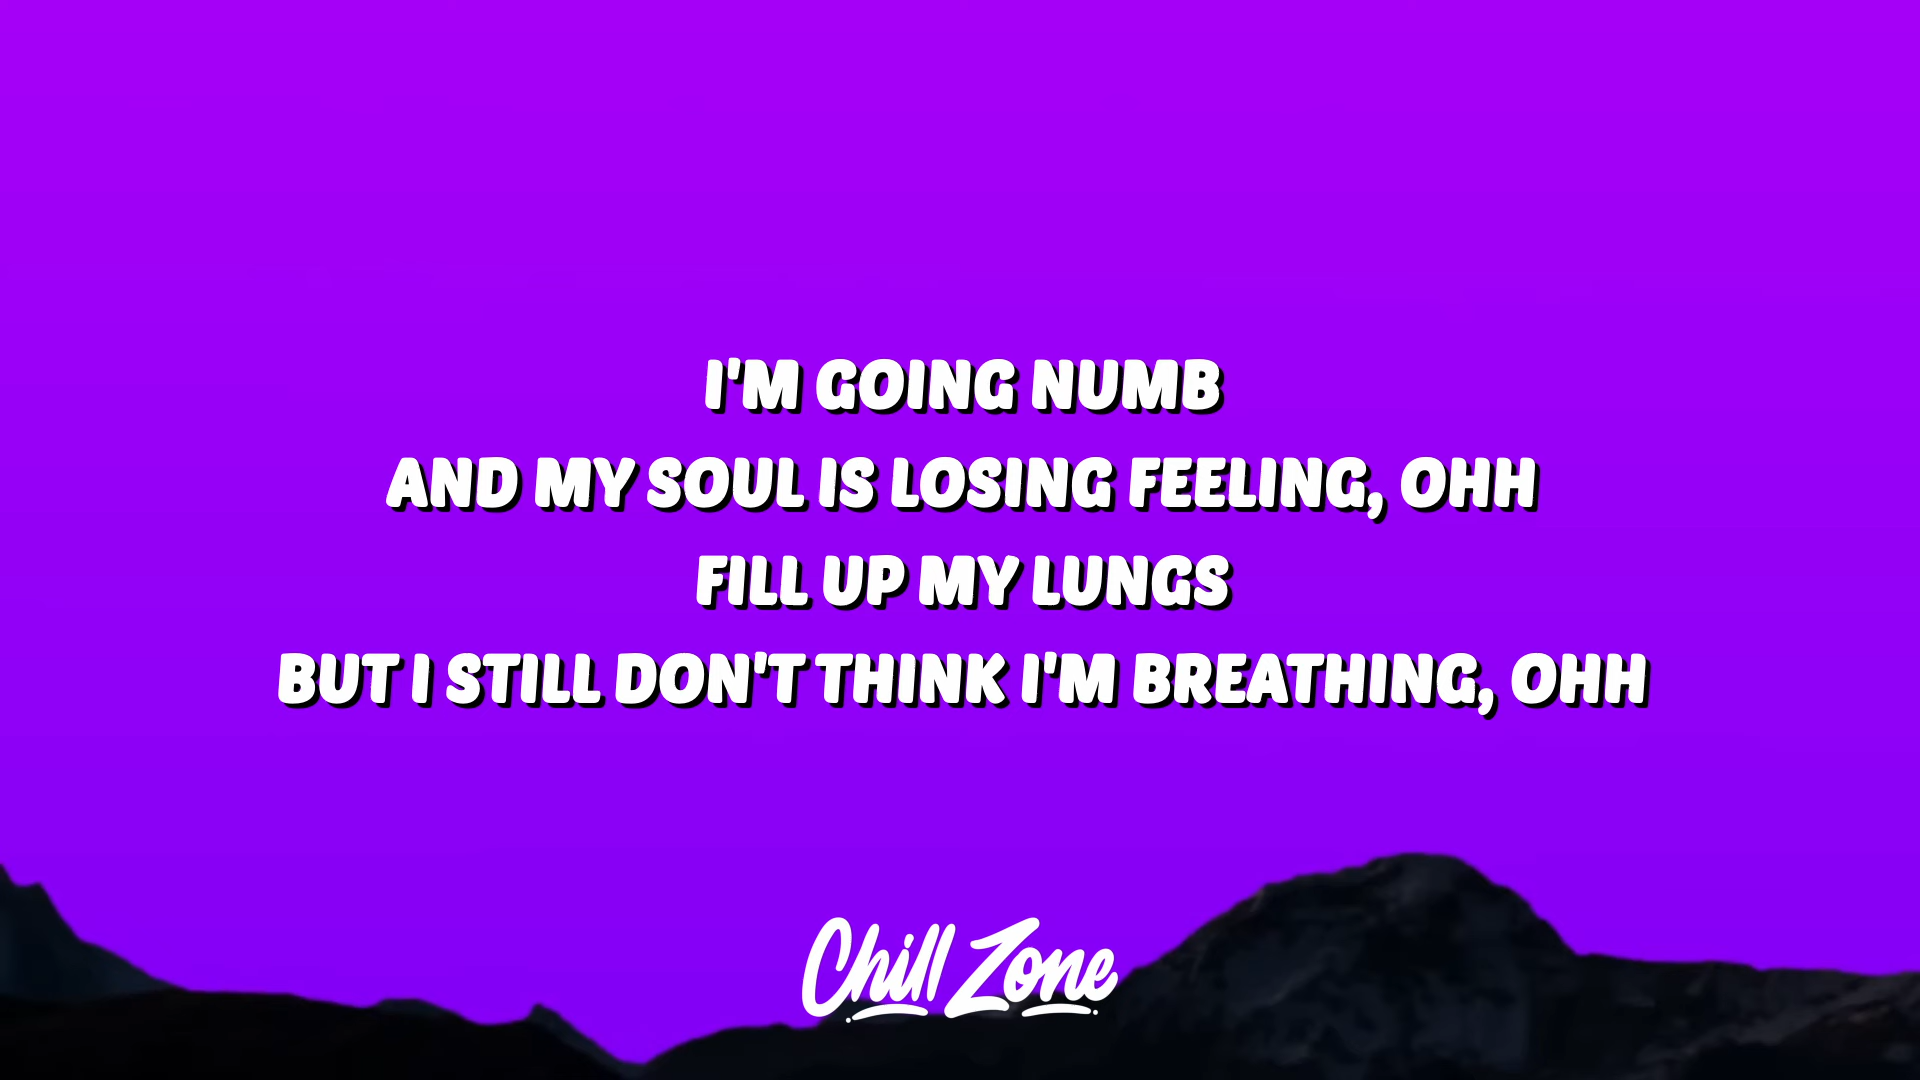 I'M GOING NUMB
AND MY SOUL IS LOSING FEELING, OHH
FILL UP MY LUNGS
BUT I STILL DON'T THINK I'M BREATHING, OHH
Chill Zone